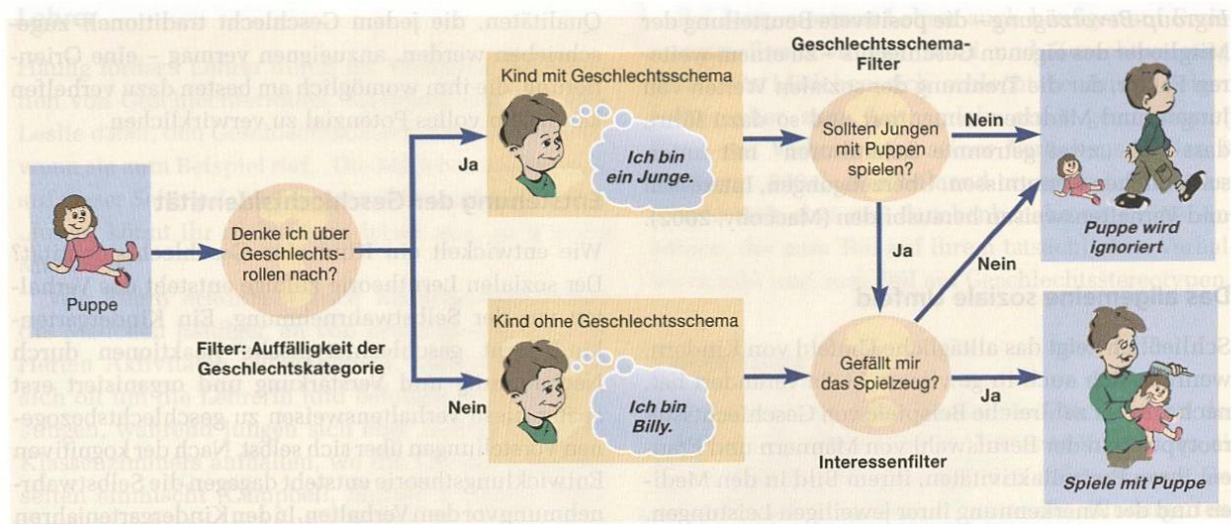 Puppe
Denke ich über
Geschlechts-
rollen nach?
Filter: Auffälligkeit der
Geschlechtskategorie
Ja
Nein
Kind mit Geschlechtsschema
Ich bin
ein Junge.
Kind ohne Geschlechtsschema
Ich bin
Billy.
Geschlechtsschema-
Filter
Sollten Jungen
mit Puppen
spielen?
Nein
Ja
Nein
Gefällt mir
das Spielzeug?
Ja
Interessenfilter
Puppe wird
ignoriert
Spiele mit Puppe